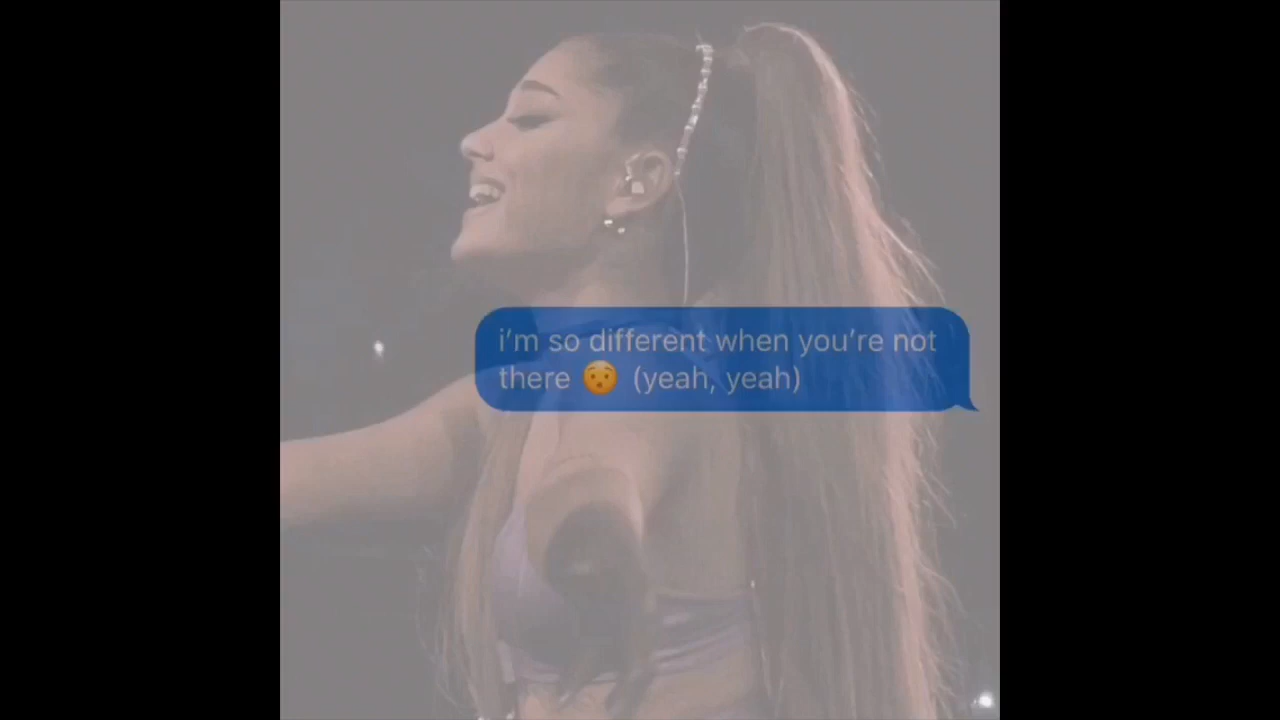 i’m so different when you’re not
there 😯 (yeah, yeah)